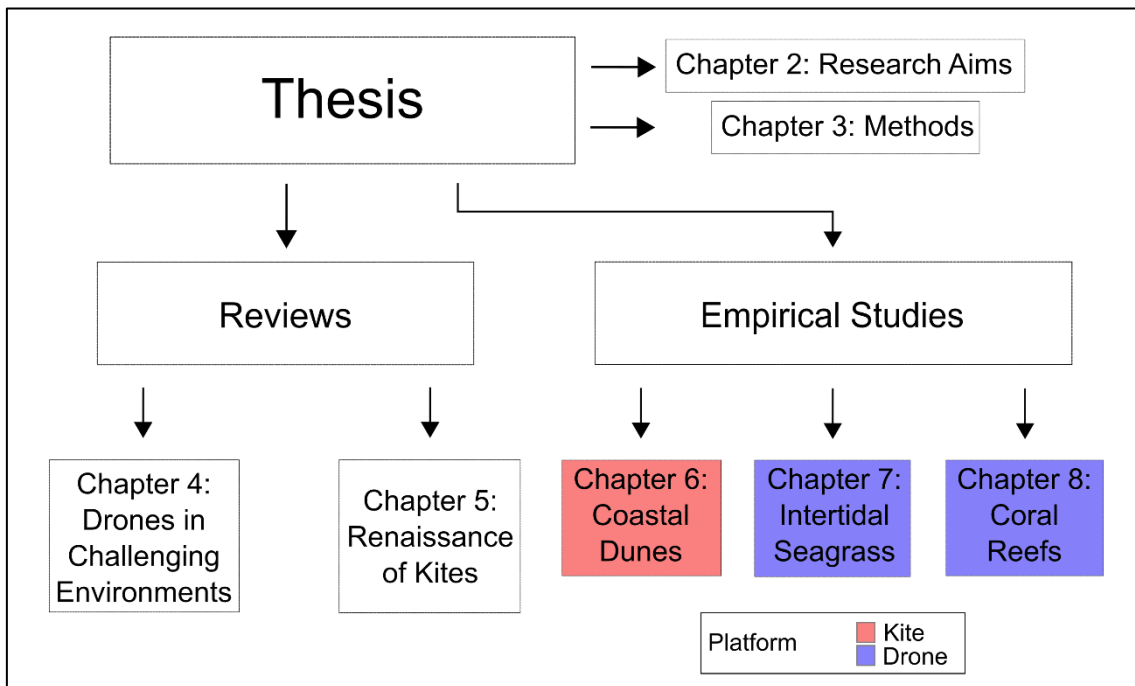 Thesis
Chapter 2: Research Aims
Chapter 3: Methods
Reviews
Empirical Studies
Chapter 4:
Drones in
Challenging
Environments
Chapter 5:
Renaissance
of Kites
Chapter 6:
Coastal
Dunes
Chapter 7:
Intertidal
Seagrass
Chapter 8:
Coral
Reefs
Platform
Kite
Drone